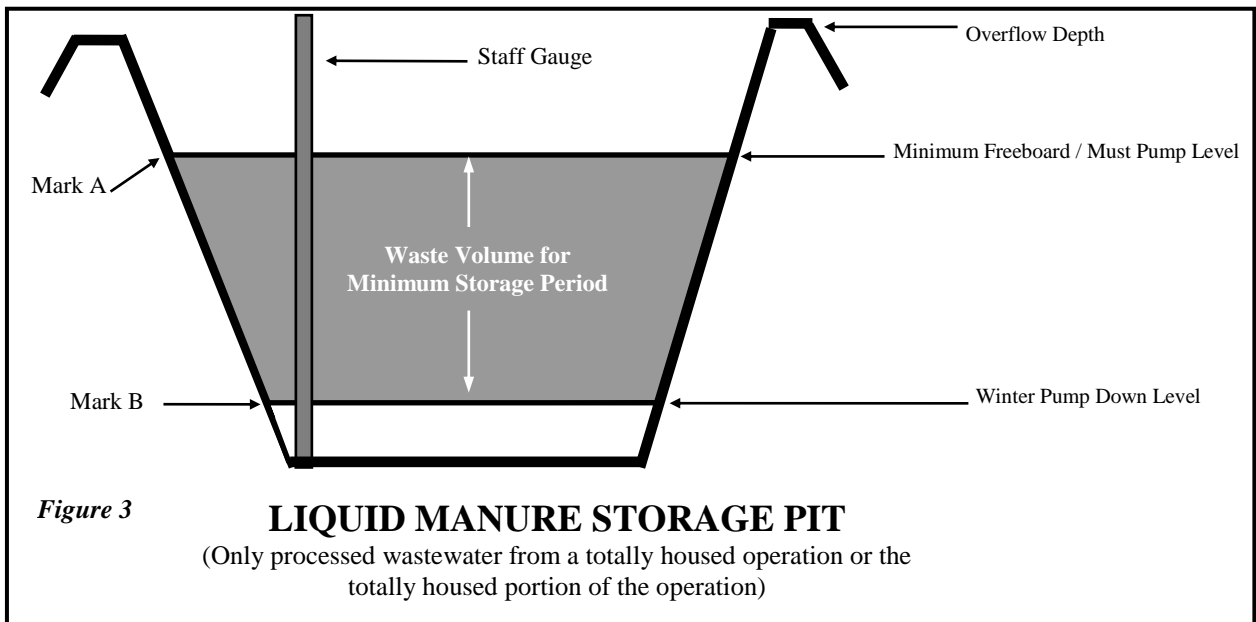 Overflow Depth
Staff Gauge
Minimum Freeboard / Must Pump Level
Mark A
Waste Volume for
Minimum Storage Period
Mark B
Winter Pump Down Level
Figure 3
LIQUID MANURE STORAGE PIT
(Only processed wastewater from a totally housed operation or the
totally housed portion of the operation)